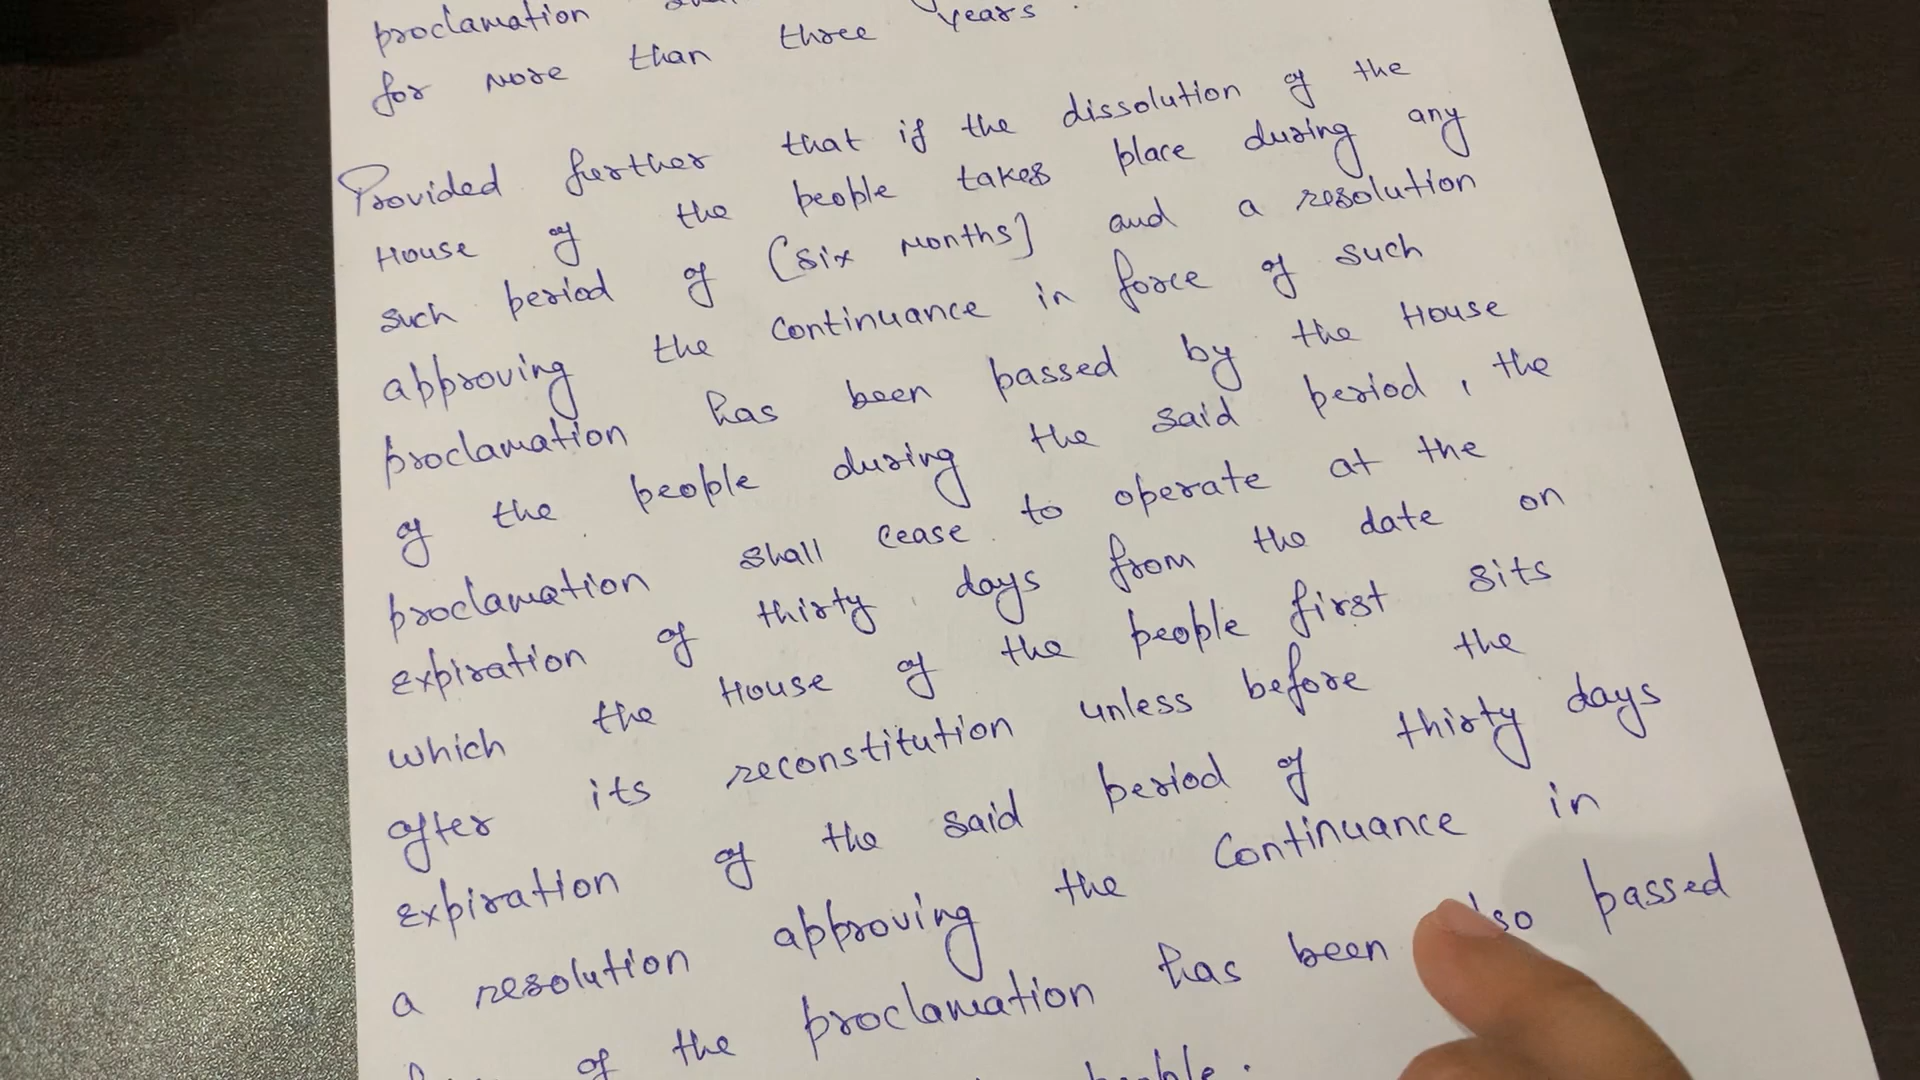 proclamation
for more than three years.
Provided further that if the dissolution of the
House of the people takes place during any
such period of [six months] and a resolution
approving the continuance in force of such
proclamation has been passed by the House
of the people during the said period, the
proclamation shall cease to operate at the
expiration of thirty days from the date on
which the House of the people first sits
after its reconstitution unless before the
expiration of the said period of thirty days
a resolution approving the continuance in
of the proclamation has been passed